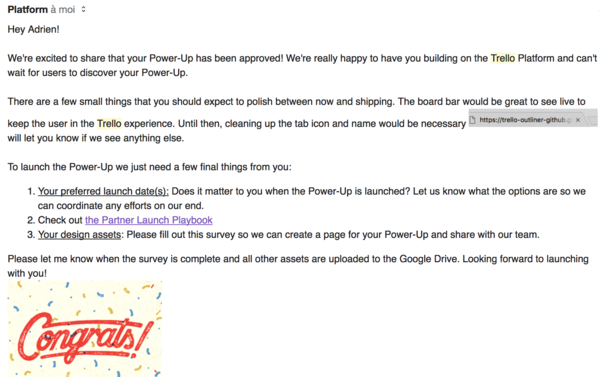 Platform à moi
Hey Adrien!
We're excited to share that your Power-Up has been approved! We're really happy to have you building on the Trello Platform and can't
wait for users to discover your Power-Up.
There are a few small things that you should expect to polish between now and shipping. The board bar would be great to see live to
keep the user in the Trello experience. Until then, cleaning up the tab icon and name would be necessary https://trello-outliner-github.g
will let you know if we see anything else.
To launch the Power-Up we just need a few final things from you:
1. Your preferred launch date(s): Does it matter to you when the Power-Up is launched? Let us know what the options are so we
can coordinate any efforts on our end.
2. Check out the Partner Launch Playbook
3. Your design assets: Please fill out this survey so we can create a page for your Power-Up and share with our team.
Please let me know when the survey is complete and all other assets are uploaded to the Google Drive. Looking forward to launching
with you!
Congrats!